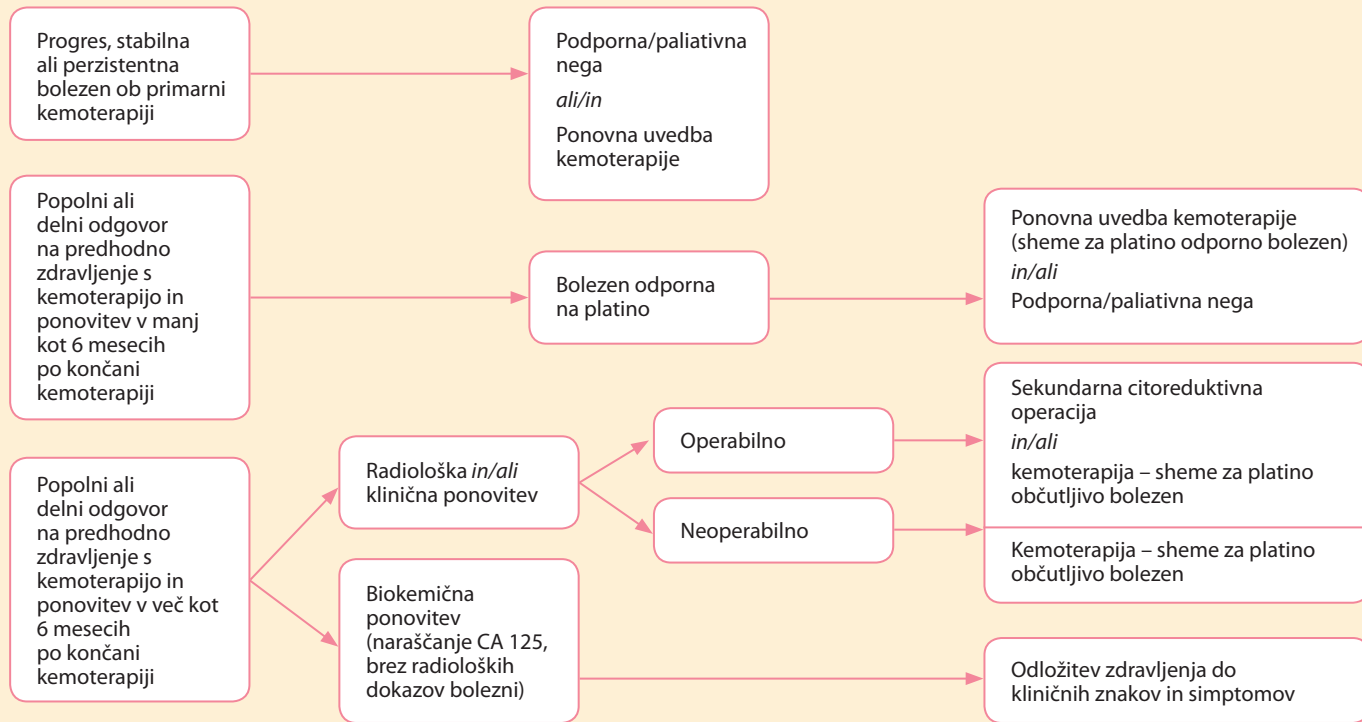 Progres, stabilna
ali perzistentna
bolezen ob primarni
kemoterapiji
Podporna/paliativna
nega
ali/in
Ponovna uvedba
kemoterapije
Popolni ali
delni odgovor
na predhodno
zdravljenje s
kemoterapijo in
ponovitev v manj
kot 6 mesecih
po končani
kemoterapiji
Bolezen odporna
na platino
Ponovna uvedba kemoterapije
(sheme za platino odporno bolezen)
in/ali
Podporna/paliativna nega
Popolni ali
delni odgovor
na predhodno
zdravljenje s
kemoterapijo in
ponovitev v več kot
6 mesecih
po končani
kemoterapiji
Radiološka in/ali
klinična ponovitev
Operabilno
Neoperabilno
Sekundarna citoreduktivna
operacija
in/ali
kemoterapija – sheme za platino
občutljivo bolezen
Kemoterapija – sheme za platino
občutljivo bolezen
Biokemična
ponovitev
(naraščanje CA 125,
brez radioloških
dokazov bolezni)
Odložitev zdravljenja do
kliničnih znakov in simptomov